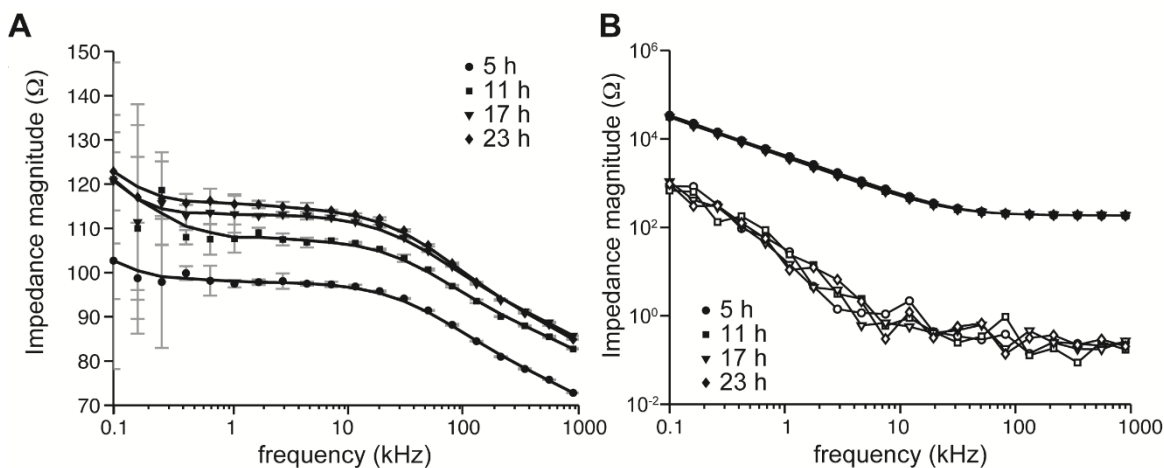 A
Impedance magnitude (Ω)
150
140
130
120
110
100
90
80
70
5 h
11 h
17 h
23 h
0.1
1
10
100
1000
frequency (kHz)
B
Impedance magnitude (Ω)
10⁶
10⁴
10²
10⁰
10⁻²
5 h
11 h
17 h
23 h
0.1
1
10
100
1000
frequency (kHz)